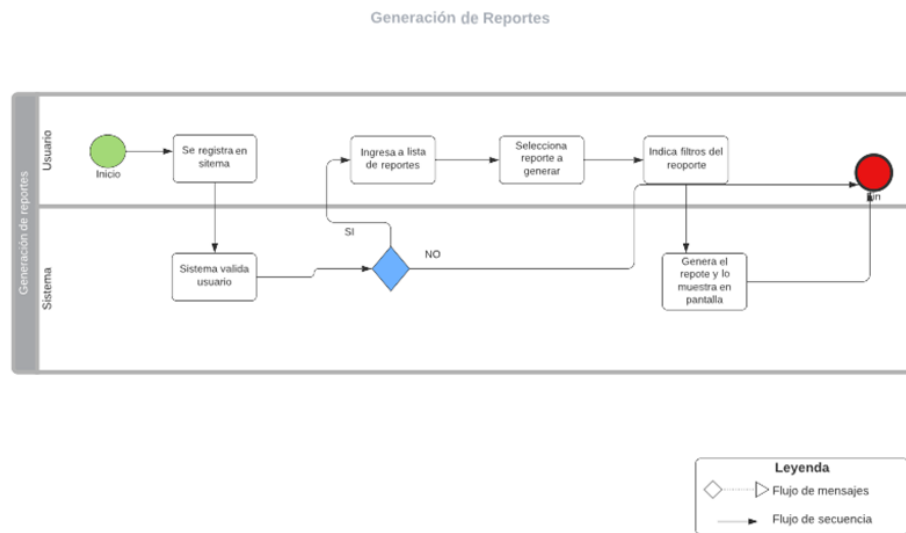 Generación de Reportes
Generación de reportes
Usuario
Inicio
Se registra en
sitema
Ingresa a lista
de reportes
Selecciona
reporte a
generar
Indica filtros del
reoporte
Fin
Sistema
Sistema valida
usuario
SI
NO
Genera el
repote y lo
muestra en
pantalla
Leyenda
Flujo de mensajes
Flujo de secuencia